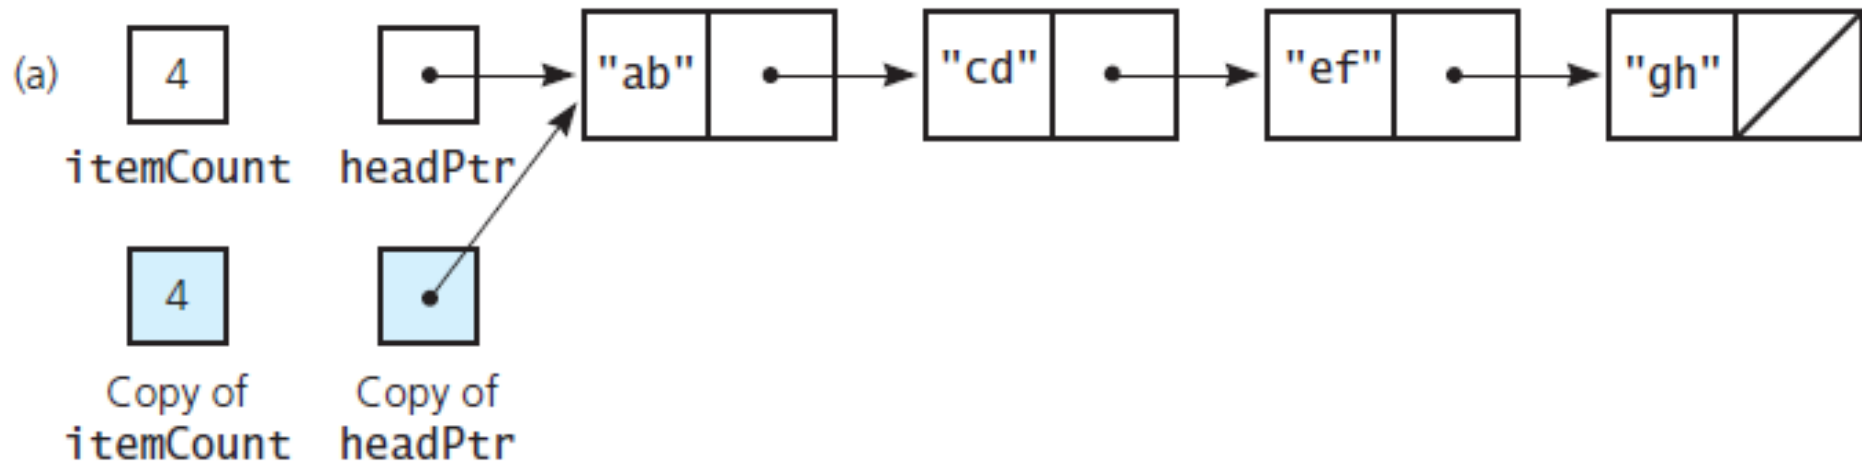 (a) 4 "ab" "cd" "ef" "gh"
itemCount headPtr
4
Copy of Copy of
itemCount headPtr